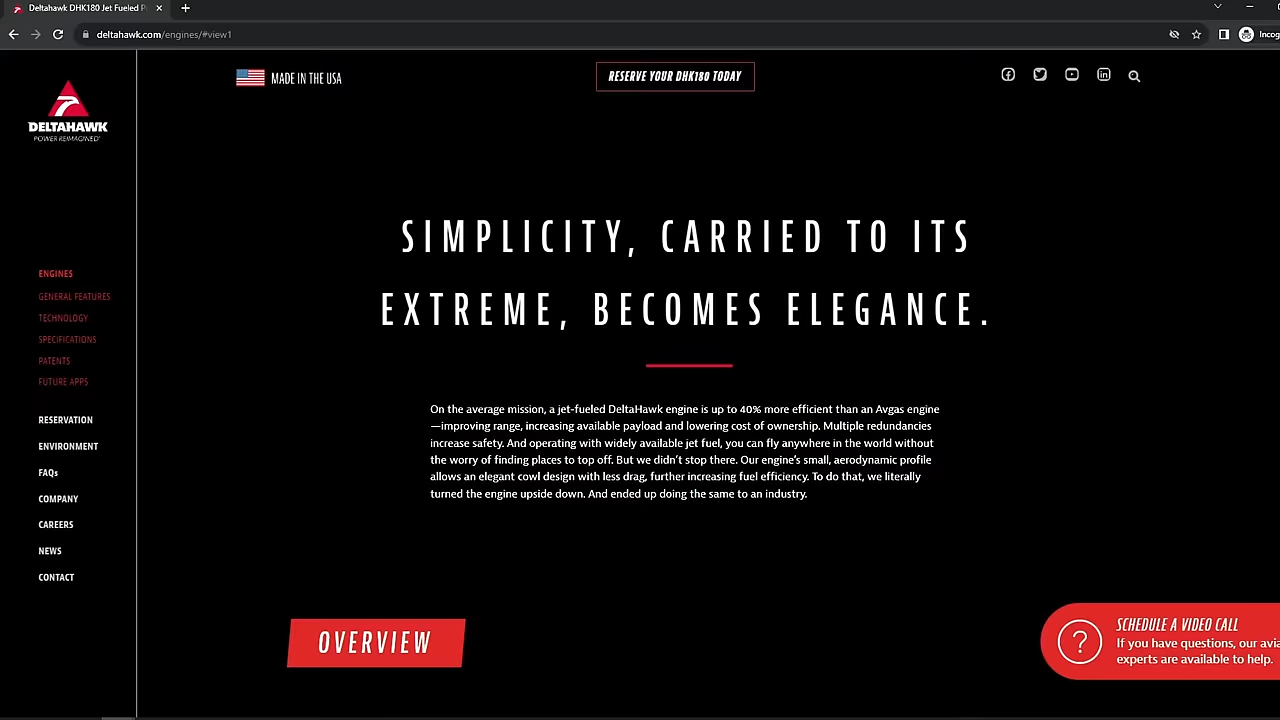 Deltahawk DHK180 Jet Fueled P
deltahawk.com/engines/#view1
Incog
DELTAHAWK
POWER REIMAGINED
MADE IN THE USA
RESERVE YOUR DHK180 TODAY
SIMPLICITY, CARRIED TO ITS
EXTREME, BECOMES ELEGANCE.
ENGINES
GENERAL FEATURES
TECHNOLOGY
SPECIFICATIONS
PATENTS
FUTURE APPS
RESERVATION
ENVIRONMENT
FAQs
COMPANY
CAREERS
NEWS
CONTACT
On the average mission, a jet-fueled DeltaHawk engine is up to 40% more efficient than an Avgas engine
—improving range, increasing available payload and lowering cost of ownership. Multiple redundancies
increase safety. And operating with widely available jet fuel, you can fly anywhere in the world without
the worry of finding places to top off. But we didn't stop there. Our engine's small, aerodynamic profile
allows an elegant cowl design with less drag, further increasing fuel efficiency. To do that, we literally
turned the engine upside down. And ended up doing the same to an industry.
OVERVIEW
SCHEDULE A VIDEO CALL
If you have questions, our avia
experts are available to help.